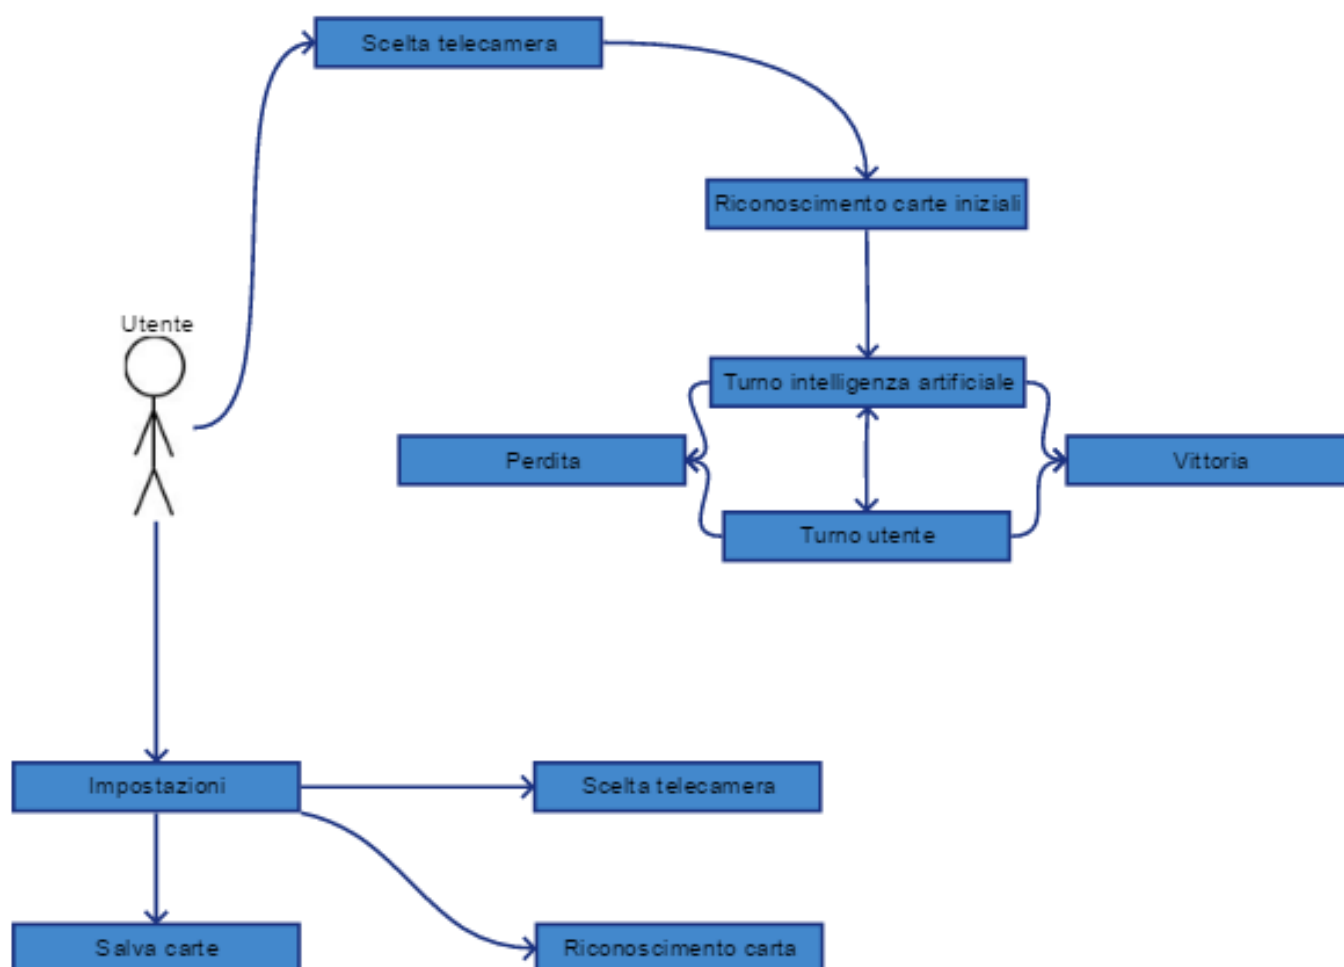 Scelta telecamera
Riconoscimento carte iniziali
Utente
Turno intelligenza artificiale
Perdita
Vittoria
Turno utente
Impostazioni
Scelta telecamera
Salva carte
Riconoscimento carta